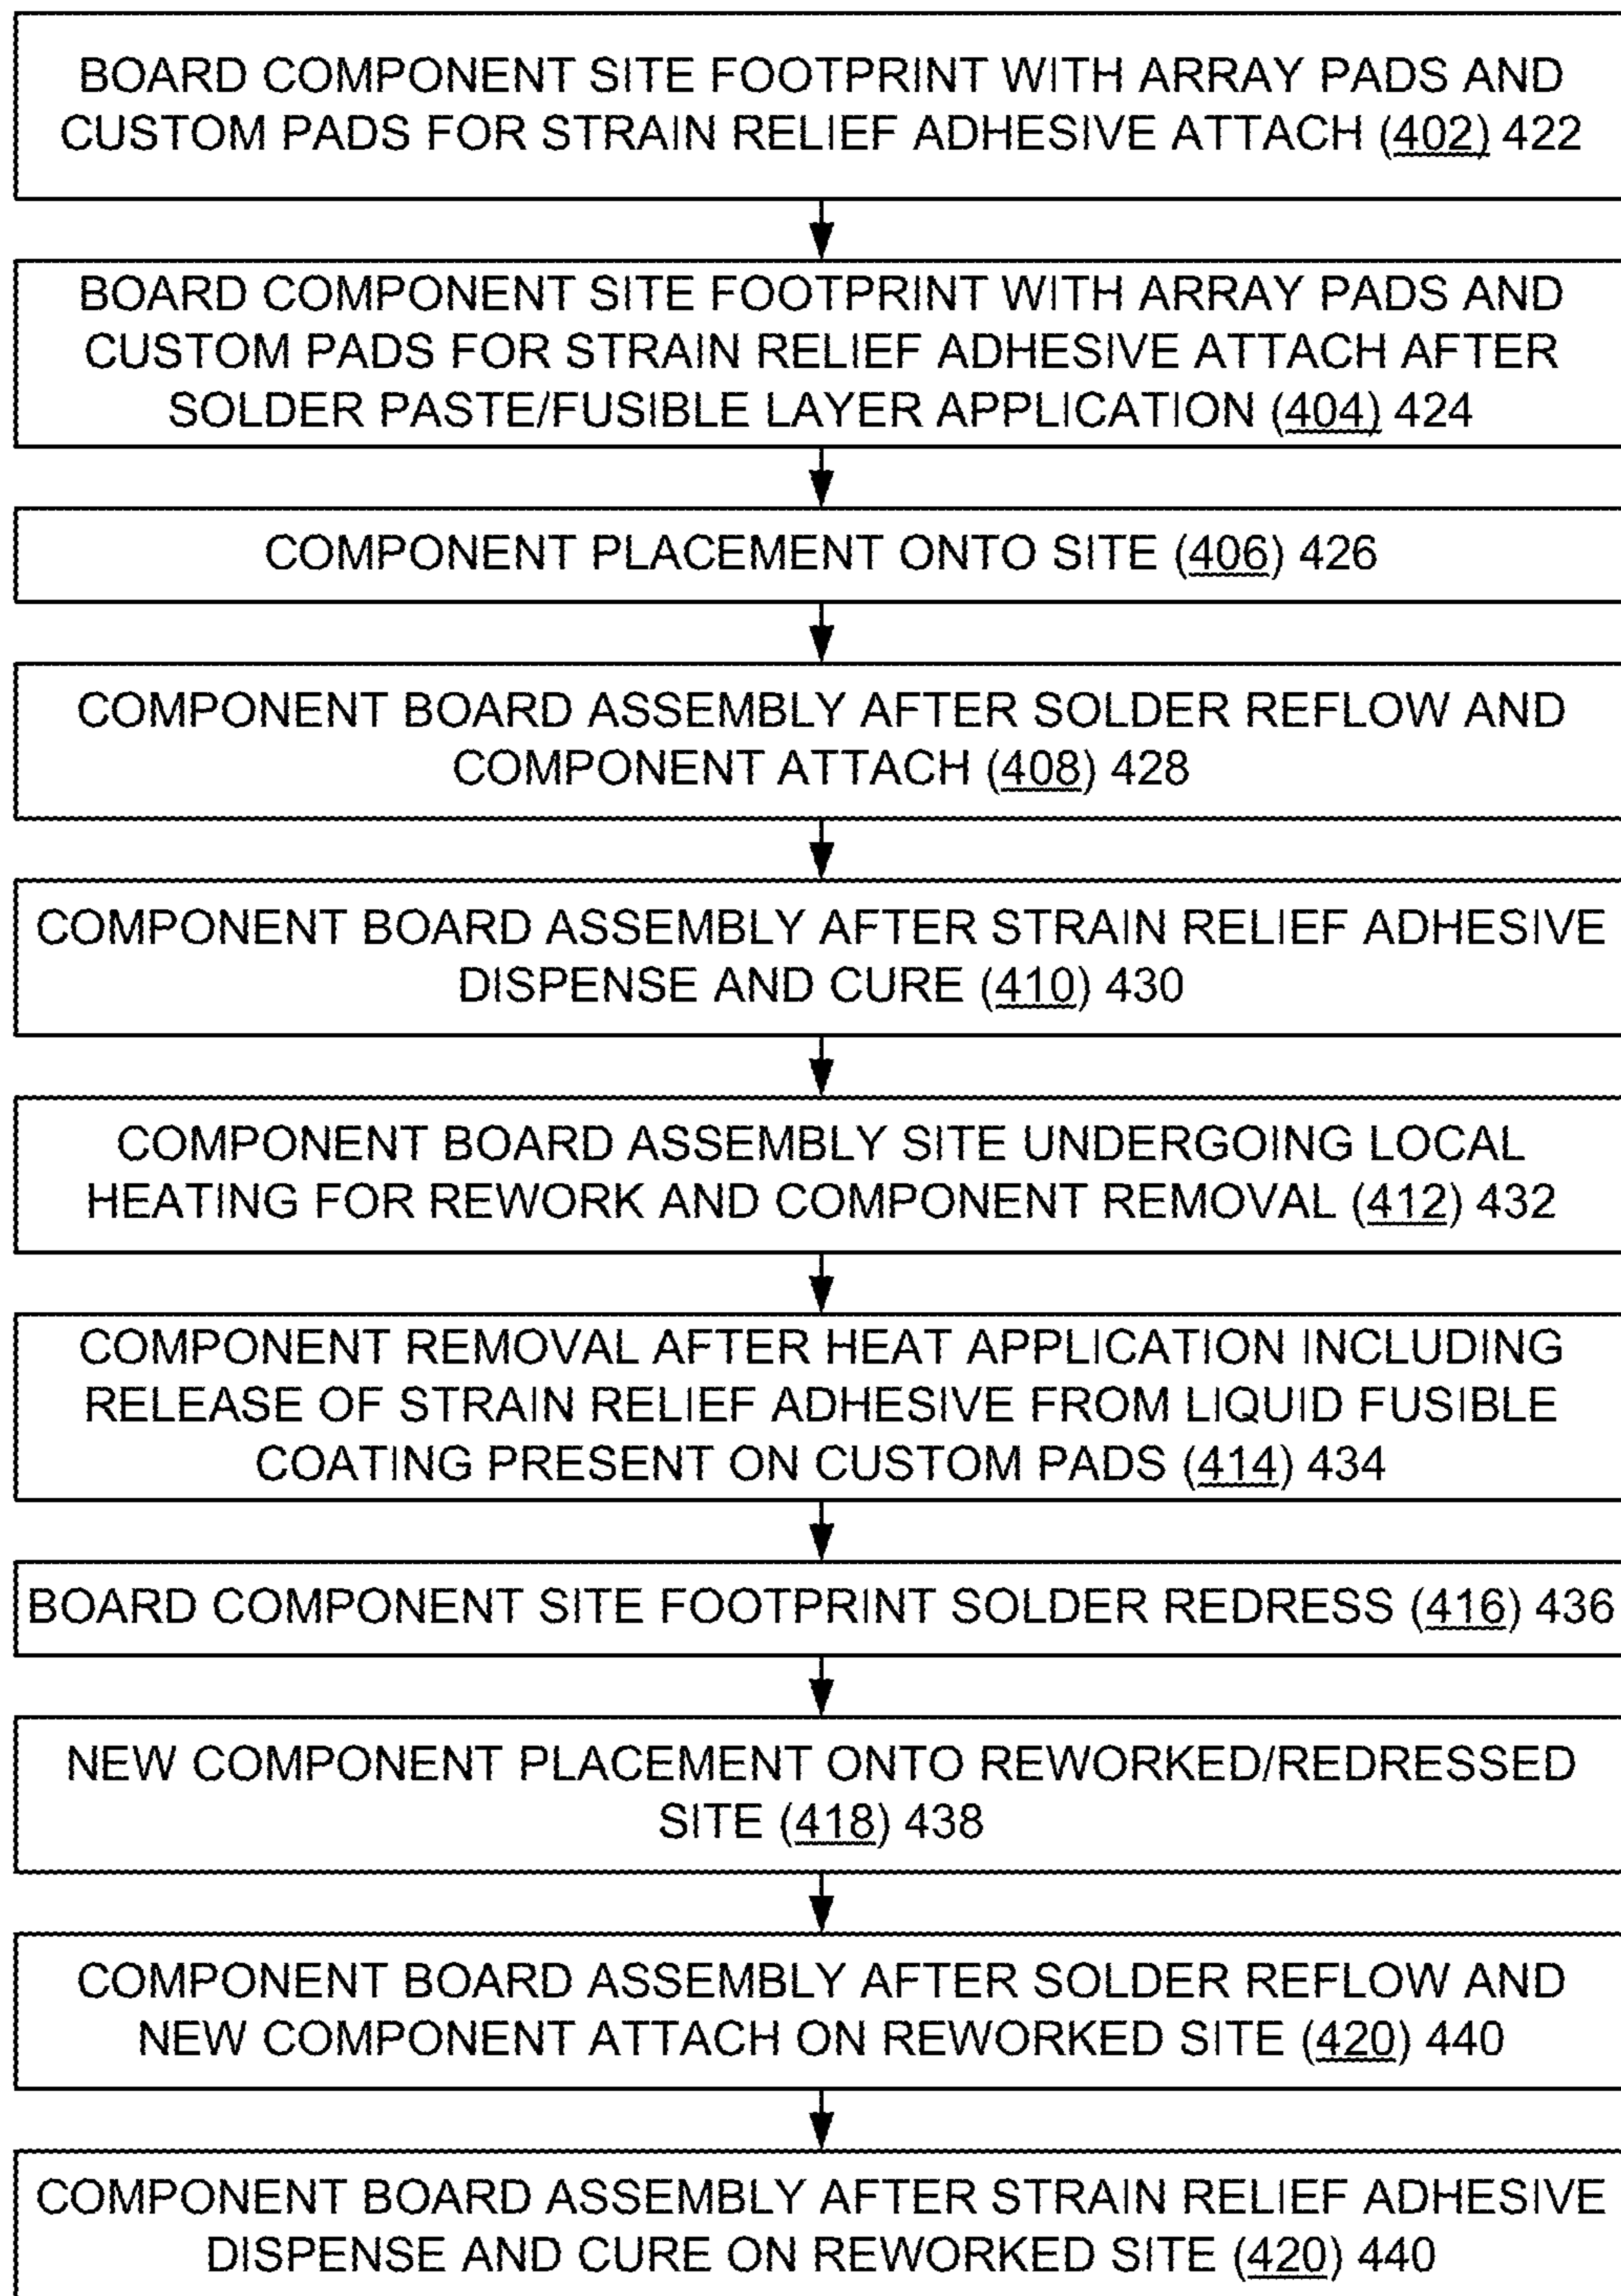 BOARD COMPONENT SITE FOOTPRINT WITH ARRAY PADS AND
CUSTOM PADS FOR STRAIN RELIEF ADHESIVE ATTACH (402) 422
BOARD COMPONENT SITE FOOTPRINT WITH ARRAY PADS AND
CUSTOM PADS FOR STRAIN RELIEF ADHESIVE ATTACH AFTER
SOLDER PASTE/FUSIBLE LAYER APPLICATION (404) 424
COMPONENT PLACEMENT ONTO SITE (406) 426
COMPONENT BOARD ASSEMBLY AFTER SOLDER REFLOW AND
COMPONENT ATTACH (408) 428
COMPONENT BOARD ASSEMBLY AFTER STRAIN RELIEF ADHESIVE
DISPENSE AND CURE (410) 430
COMPONENT BOARD ASSEMBLY SITE UNDERGOING LOCAL
HEATING FOR REWORK AND COMPONENT REMOVAL (412) 432
COMPONENT REMOVAL AFTER HEAT APPLICATION INCLUDING
RELEASE OF STRAIN RELIEF ADHESIVE FROM LIQUID FUSIBLE
COATING PRESENT ON CUSTOM PADS (414) 434
BOARD COMPONENT SITE FOOTPRINT SOLDER REDRESS (416) 436
NEW COMPONENT PLACEMENT ONTO REWORKED/REDRESSED
SITE (418) 438
COMPONENT BOARD ASSEMBLY AFTER SOLDER REFLOW AND
NEW COMPONENT ATTACH ON REWORKED SITE (420) 440
COMPONENT BOARD ASSEMBLY AFTER STRAIN RELIEF ADHESIVE
DISPENSE AND CURE ON REWORKED SITE (420) 440